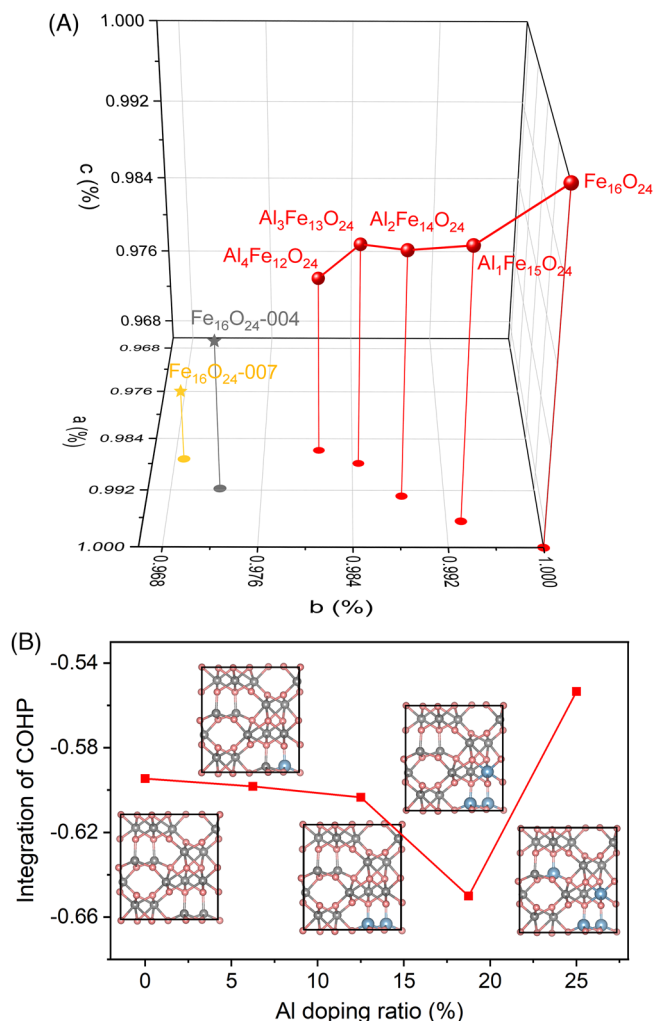 (A)
1.000
0.992
0.984
0.976
0.968
c (%)
Fe₁₆O₂₄
Al₃Fe₁₃O₂₄
Al₂Fe₁₄O₂₄
Al₄Fe₁₂O₂₄
Al₁Fe₁₅O₂₄
Fe₁₆O₂₄-004
Fe₁₆O₂₄-007
0.968
0.976
0.984
0.992
1.000
a (%)
0.968
0.976
0.984
0.992
1.000
b (%)
(B)
-0.54
-0.58
-0.62
-0.66
Integration of COHP
0
5
10
15
20
25
Al doping ratio (%)